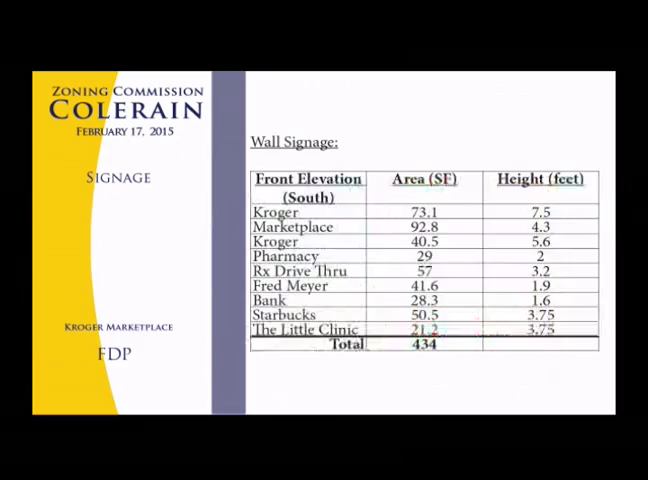 Zoning Commission
Colerain
February 17, 2015
Signage
Kroger Marketplace
FDP
Wall Signage:
Front Elevation (South) Area (SF) Height (feet)
Kroger 73.1 7.5
Marketplace 92.8 4.3
Kroger 40.5 5.6
Pharmacy 29 2
Rx Drive Thru 57 3.2
Fred Meyer 41.6 1.9
Bank 28.3 1.6
Starbucks 50.5 3.75
The Little Clinic 21.2 3.75
Total 434